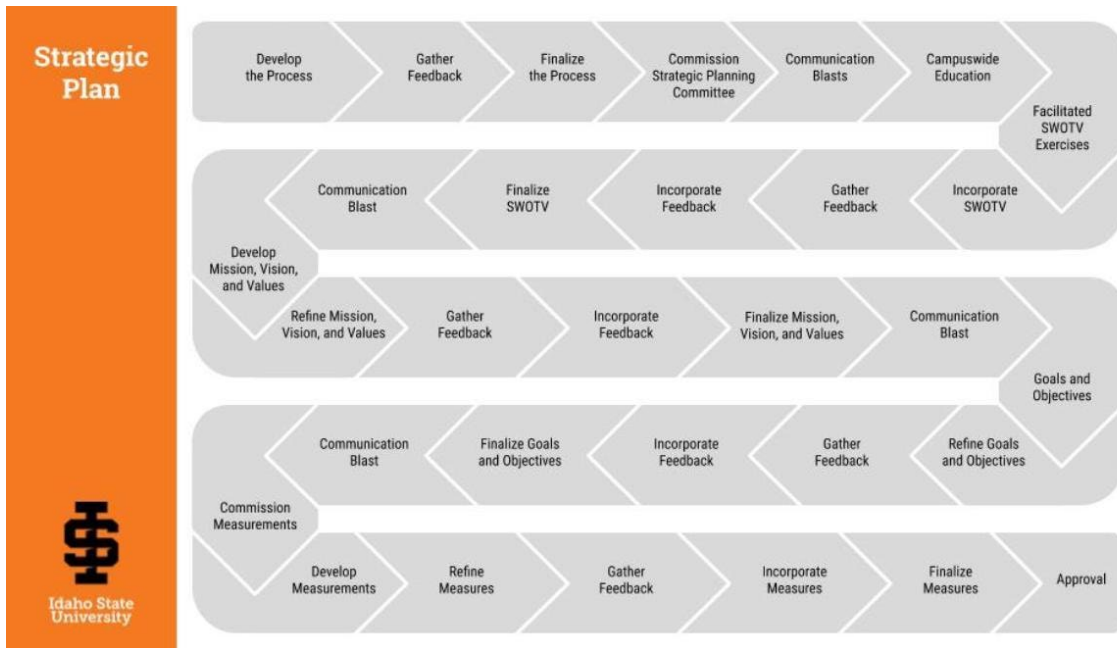 Strategic
Plan
Develop
the Process
Gather
Feedback
Finalize
the Process
Commission
Strategic Planning
Committee
Communication
Blasts
Campuswide
Education
Facilitated
SWOTV
Exercises
Incorporate
SWOTV
Gather
Feedback
Incorporate
Feedback
Finalize
SWOTV
Communication
Blast
Develop
Mission, Vision,
and Values
Refine Mission,
Vision, and Values
Gather
Feedback
Incorporate
Feedback
Finalize Mission,
Vision, and Values
Communication
Blast
Goals and
Objectives
Refine Goals
and Objectives
Gather
Feedback
Incorporate
Feedback
Finalize Goals
and Objectives
Communication
Blast
Commission
Measurements
Develop
Measurements
Refine
Measures
Gather
Feedback
Incorporate
Measures
Finalize
Measures
Approval
Idaho State
University